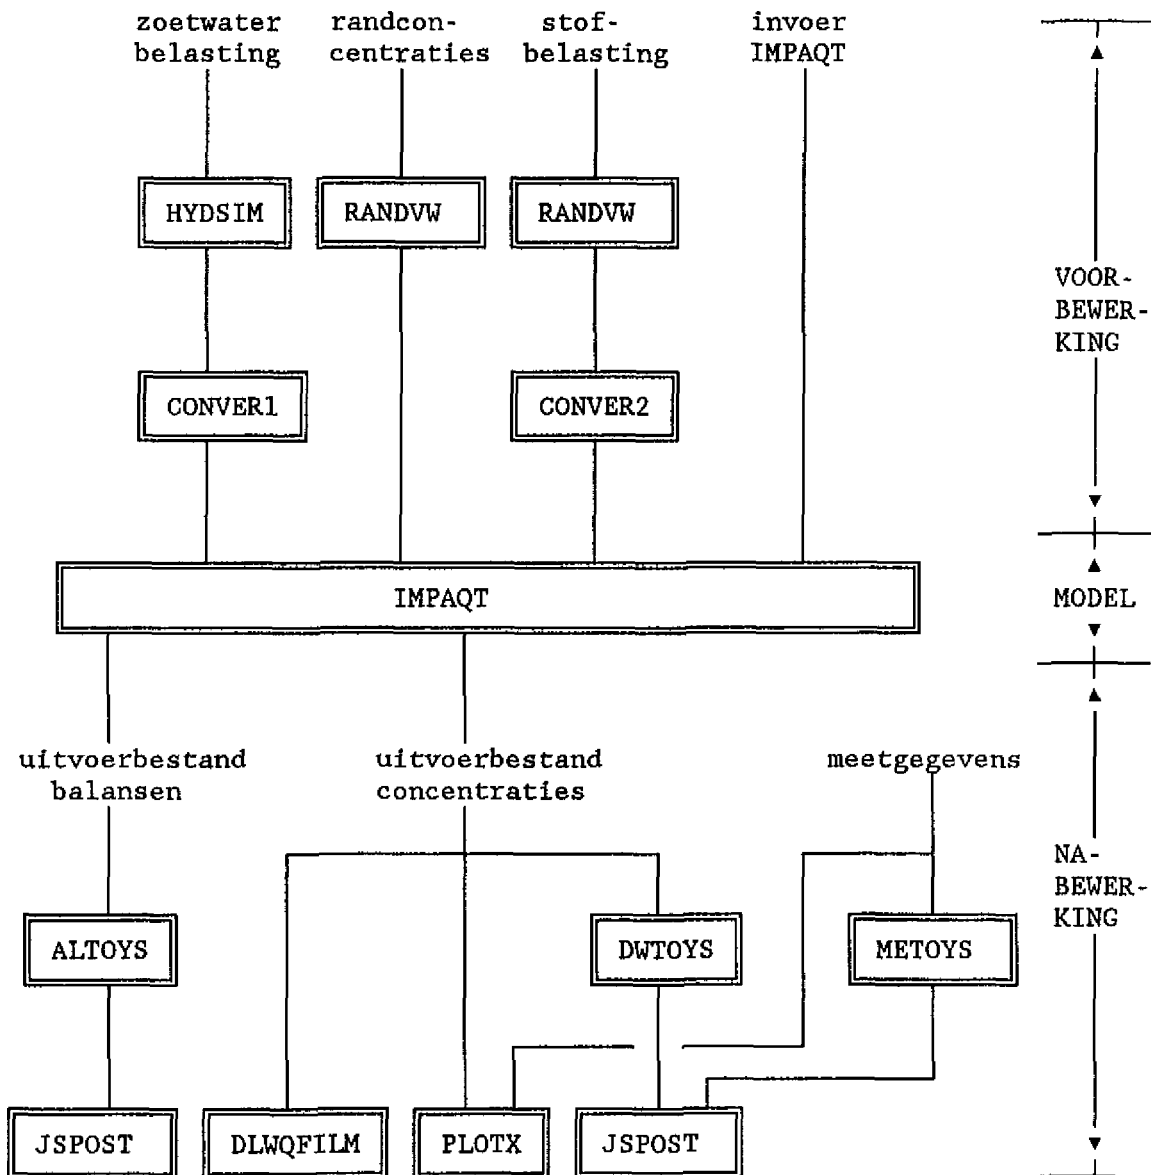 zoetwater
belasting
randcon-
centraties
stof-
belasting
invoer
IMPAQT
HYDSIM
RANDVW
RANDVW
VOOR-
BEWER-
KING
CONVER1
CONVER2
IMPAQT
MODEL
uitvoerbestand
balansen
uitvoerbestand
concentraties
meetgegevens
NA-
BEWER-
KING
ALTOYS
DWTOYS
METOYS
JSPOST
DLWQFILM
PLOTX
JSPOST